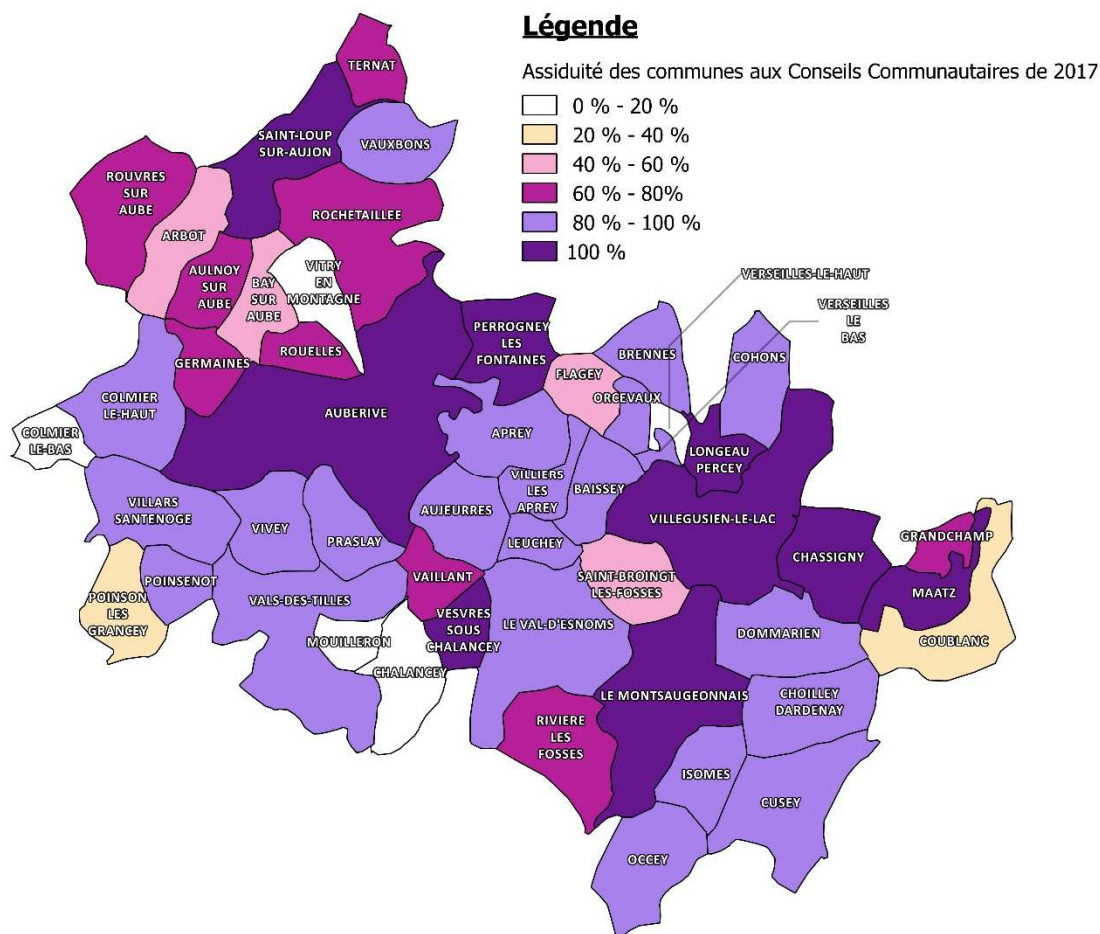 Légende
Assiduité des communes aux Conseils Communautaires de 2017
0 % - 20 %
20 % - 40 %
40 % - 60 %
60 % - 80%
80 % - 100 %
100 %
TERNAT
SAINT-LOUP
SUR-AUJON
VAUXBONS
ROUVRES
SUR
AUBE
ROCHETAILLEE
ARBOT
AULNOY
SUR
AUBE
BAY
SUR
AUBE
VITRY
EN
MONTAGNE
VERSEILLES-LE-HAUT
VERSEILLES
LE
BAS
PERROGNEY
LES
FONTAINES
BRENNES
COHONS
GERMAINES
ROUELLES
FLAGEY
ORCEVAUX
COLMIER
LE-HAUT
AUBERIVE
COLMIER
LE-BAS
APREY
LONGEAU
PERCEY
VILLIERS
LES
APREY
BAISSEY
VILLARS
SANTENOGE
VIVEY
PRASLAY
AUJEURRES
VILLEGUSIEN-LE-LAC
LEUCHEY
GRANDCHAMP
CHASSIGNY
POINSENOT
VAILLANT
SAINT-BROINGT
LES-FOSSES
MAATZ
POINSON
LES
GRANCEY
VALS-DES-TILLES
VESVRES
SOUS
CHALANCEY
LE VAL-D'ESNOMS
DOMMARIEN
COUBLANC
MOUILLERON
CHALANCEY
LE MONTSAUGEONNAIS
CHOILLEY
DARDENAY
RIVIERE
LES
FOSSES
ISOMES
CUSEY
OCCEY